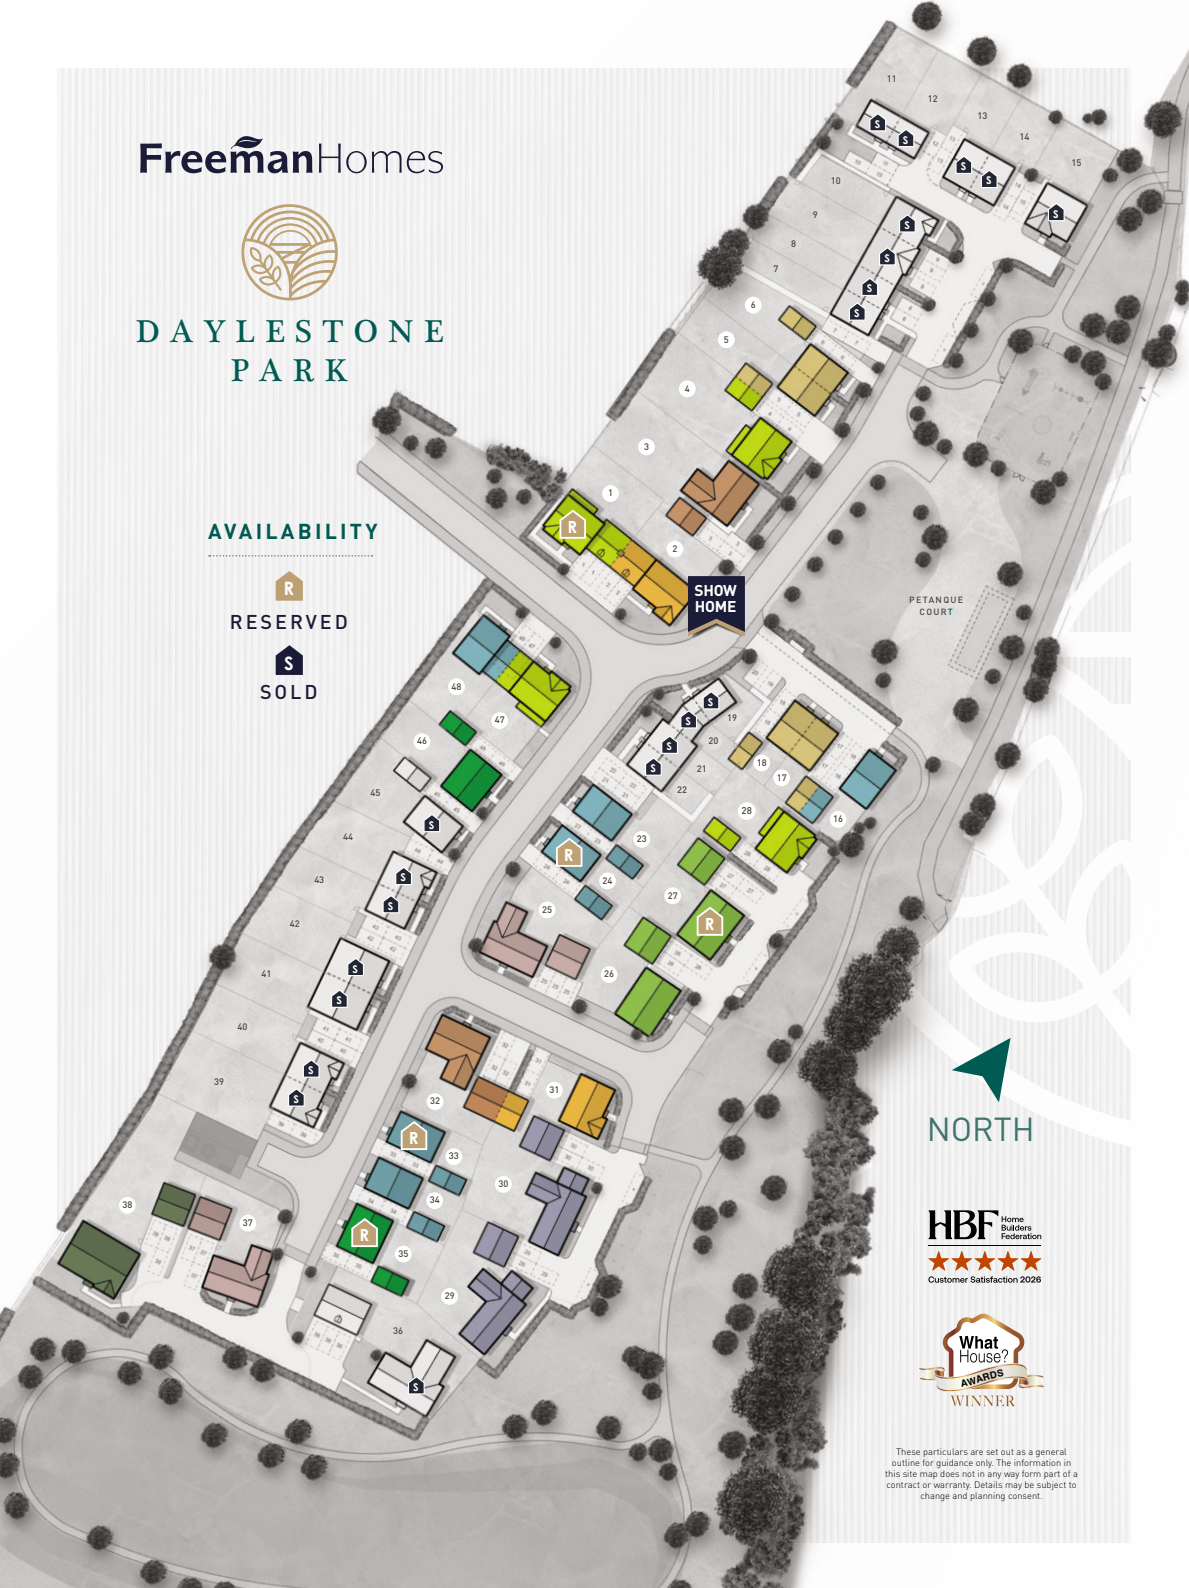 FreemanHomes
DAYLESTONE
PARK
AVAILABILITY
R
RESERVED
S
SOLD
11
12
13
14
15
S
S
S
S
S
10
9
8
7
S
S
S
S
6
5
4
3
1
R
2
SHOW
HOME
PETANQUE
COURT
48
47
46
45
44
43
42
41
40
39
S
S
S
S
S
S
S
19
20
21
22
S
S
S
S
18
17
16
28
23
R
24
25
27
R
26
31
32
R
33
30
34
R
35
29
36
S
38
37
NORTH
HBF
Home
Builders
Federation
Customer Satisfaction 2026
What
House?
AWARDS
WINNER
These particulars are set out as a general
outline for guidance only. The information in
this site map does not in any way form part of a
contract or warranty. Details may be subject to
change and planning consent.